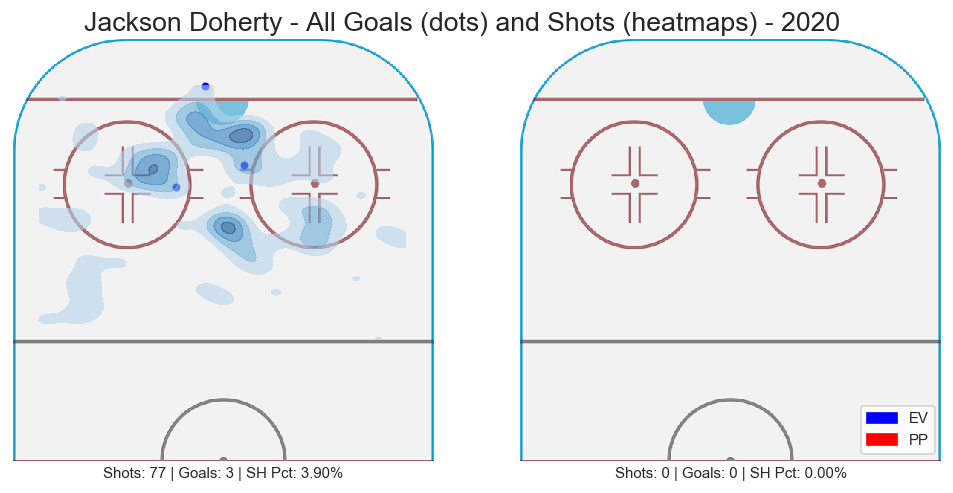 Jackson Doherty - All Goals (dots) and Shots (heatmaps) - 2020
EV
PP
Shots: 77 | Goals: 3 | SH Pct: 3.90%
Shots: 0 | Goals: 0 | SH Pct: 0.00%